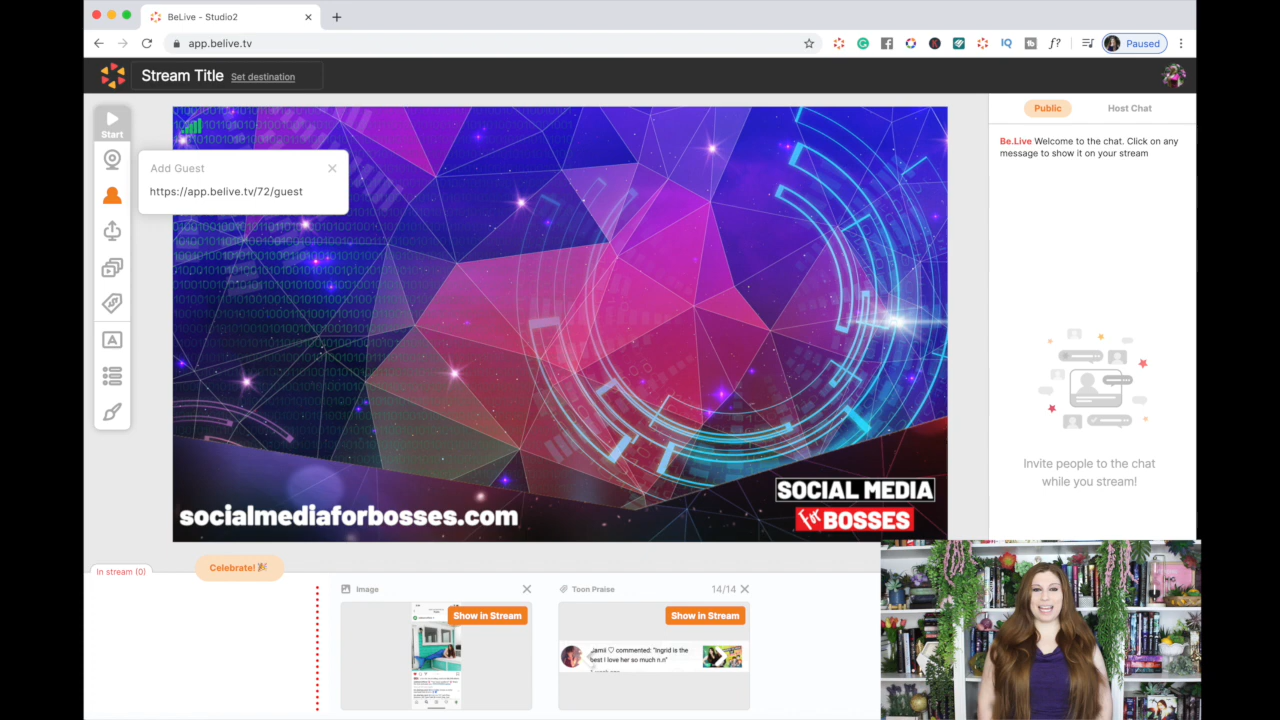 BeLive - Studio2
app.belive.tv
Paused
Stream Title Set destination
Start
Add Guest
https://app.belive.tv/72/guest
Public
Host Chat
Be.Live Welcome to the chat. Click on any
message to show it on your stream
Invite people to the chat
while you stream!
socialmediaforbosses.com
SOCIAL MEDIA
for BOSSES
In stream (0)
Celebrate!
Image
Show in Stream
Toon Praise
14/14
Show in Stream
Jamii ♡ commented: "Ingrid is the
best I love her so much n.n"